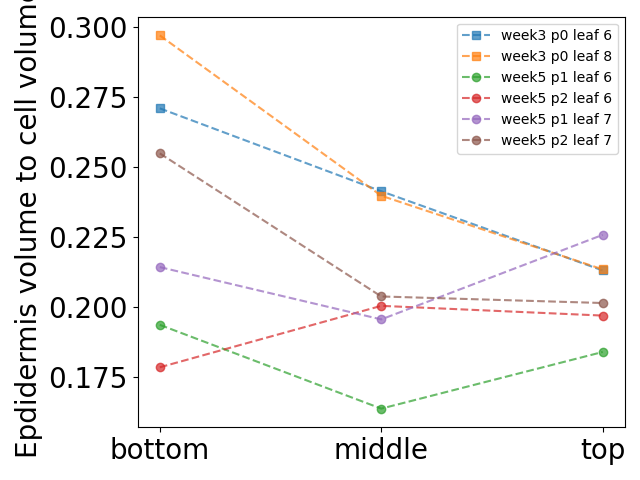 Epdidermis volume to cell volume
0.300
0.275
0.250
0.225
0.200
0.175
bottom
middle
top
week3 p0 leaf 6
week3 p0 leaf 8
week5 p1 leaf 6
week5 p2 leaf 6
week5 p1 leaf 7
week5 p2 leaf 7